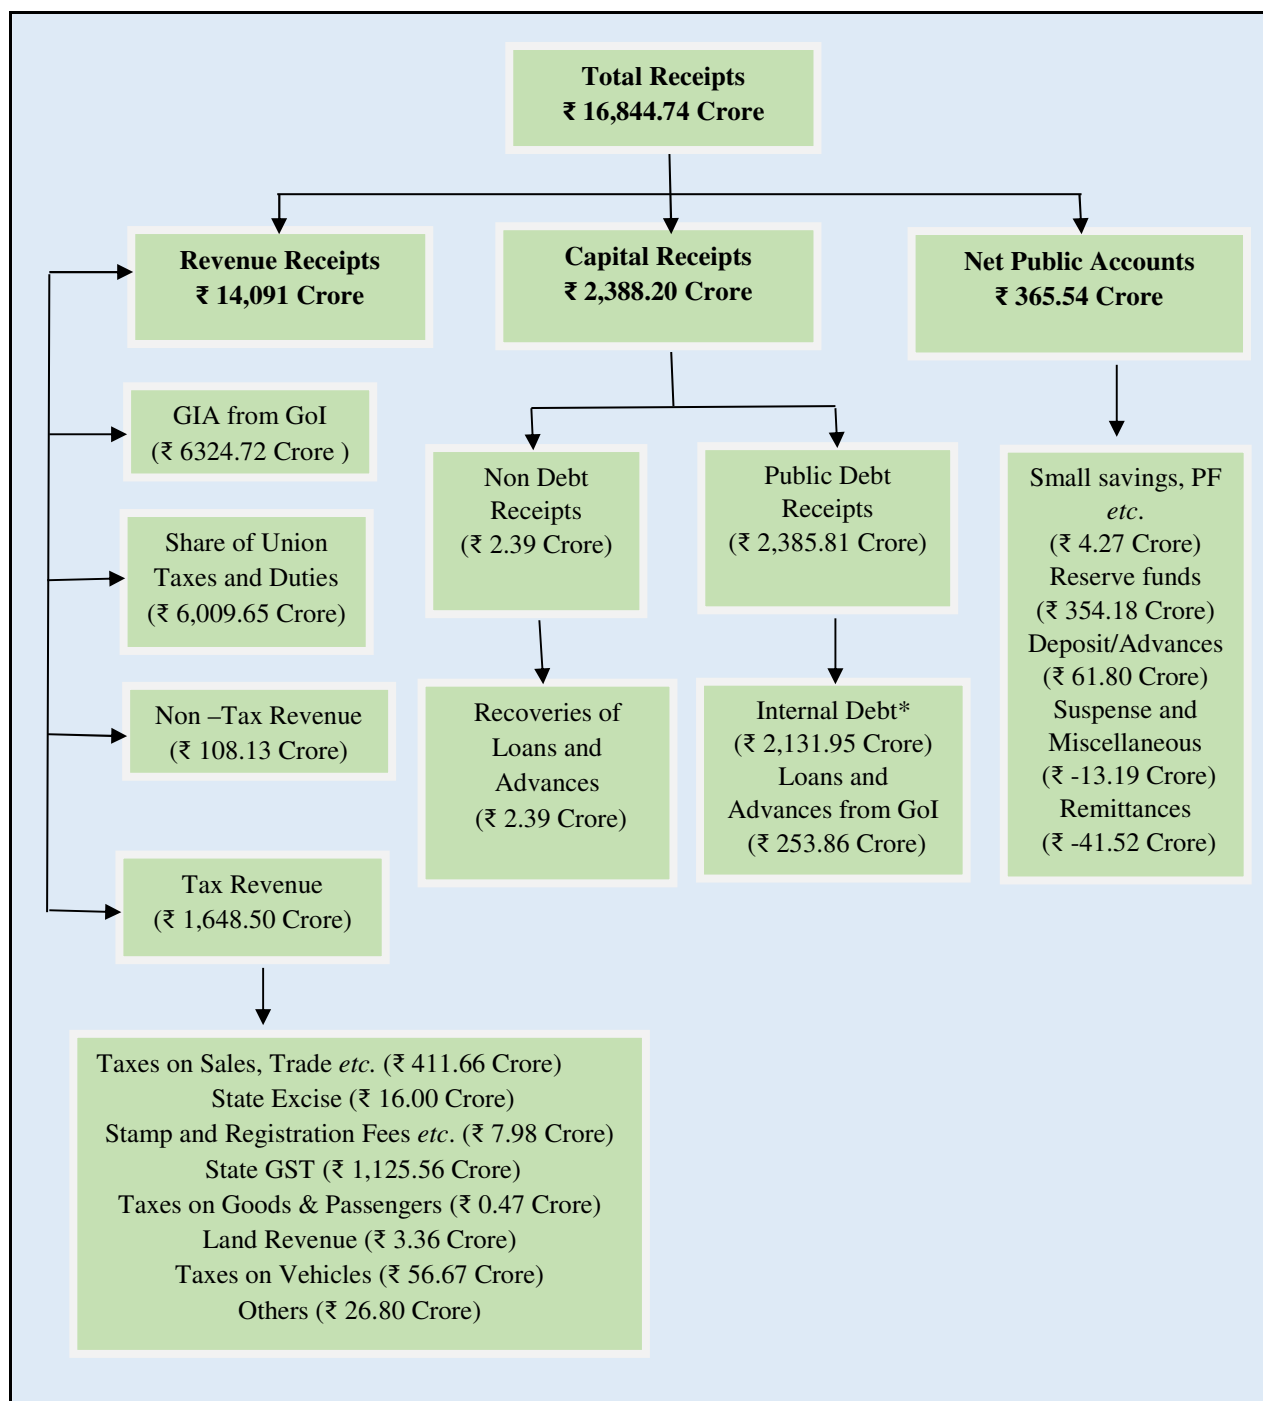 Total Receipts
₹ 16,844.74 Crore
Revenue Receipts
₹ 14,091 Crore
Capital Receipts
₹ 2,388.20 Crore
Net Public Accounts
₹ 365.54 Crore
GIA from GoI
(₹ 6324.72 Crore )
Share of Union
Taxes and Duties
(₹ 6,009.65 Crore)
Non –Tax Revenue
(₹ 108.13 Crore)
Tax Revenue
(₹ 1,648.50 Crore)
Taxes on Sales, Trade etc. (₹ 411.66 Crore)
State Excise (₹ 16.00 Crore)
Stamp and Registration Fees etc. (₹ 7.98 Crore)
State GST (₹ 1,125.56 Crore)
Taxes on Goods & Passengers (₹ 0.47 Crore)
Land Revenue (₹ 3.36 Crore)
Taxes on Vehicles (₹ 56.67 Crore)
Others (₹ 26.80 Crore)
Non Debt
Receipts
(₹ 2.39 Crore)
Recoveries of
Loans and
Advances
(₹ 2.39 Crore)
Public Debt
Receipts
(₹ 2,385.81 Crore)
Internal Debt*
(₹ 2,131.95 Crore)
Loans and
Advances from GoI
(₹ 253.86 Crore)
Small savings, PF
etc.
(₹ 4.27 Crore)
Reserve funds
(₹ 354.18 Crore)
Deposit/Advances
(₹ 61.80 Crore)
Suspense and
Miscellaneous
(₹ -13.19 Crore)
Remittances
(₹ -41.52 Crore)